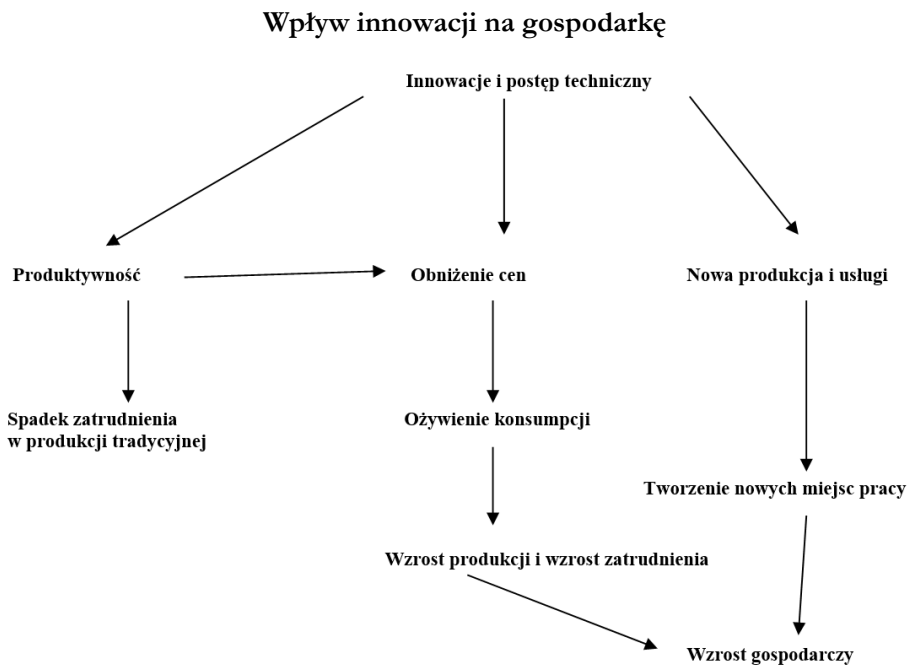 Wpływ innowacji na gospodarkę
Innowacje i postęp techniczny
Produktywność
Obniżenie cen
Nowa produkcja i usługi
Spadek zatrudnienia
w produkcji tradycyjnej
Ożywienie konsumpcji
Tworzenie nowych miejsc pracy
Wzrost produkcji i wzrost zatrudnienia
Wzrost gospodarczy